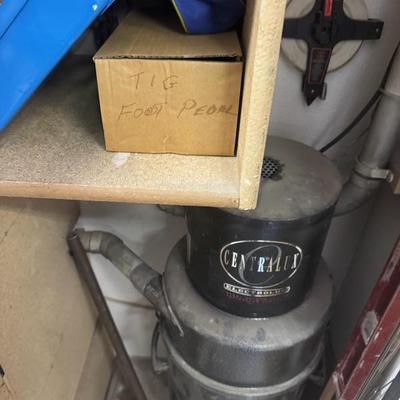 TIG
FOOT PEDAL
CENTRALUX
ELECTROLUX